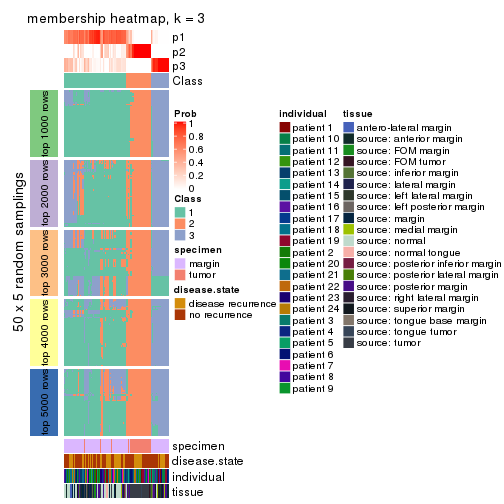 membership heatmap, k = 3
p1
p2
p3
Class
50 x 5 random samplings
top 1000 rows
top 2000 rows
top 3000 rows
top 4000 rows
top 5000 rows
Prob
1
0.8
0.6
0.4
0.2
0
Class
1
2
3
specimen
margin
tumor
disease.state
disease recurrence
no recurrence
individual
patient 1
patient 10
patient 11
patient 12
patient 13
patient 14
patient 15
patient 16
patient 17
patient 18
patient 19
patient 2
patient 20
patient 21
patient 22
patient 23
patient 24
patient 3
patient 4
patient 5
patient 6
patient 7
patient 8
patient 9
tissue
antero-lateral margin
source: anterior margin
source: FOM margin
source: FOM tumor
source: inferior margin
source: lateral margin
source: left lateral margin
source: left posterior margin
source: margin
source: medial margin
source: normal
source: normal tongue
source: posterior inferior margin
source: posterior lateral margin
source: posterior margin
source: right lateral margin
source: superior margin
source: tongue base margin
source: tongue tumor
source: tumor
specimen
disease.state
individual
tissue